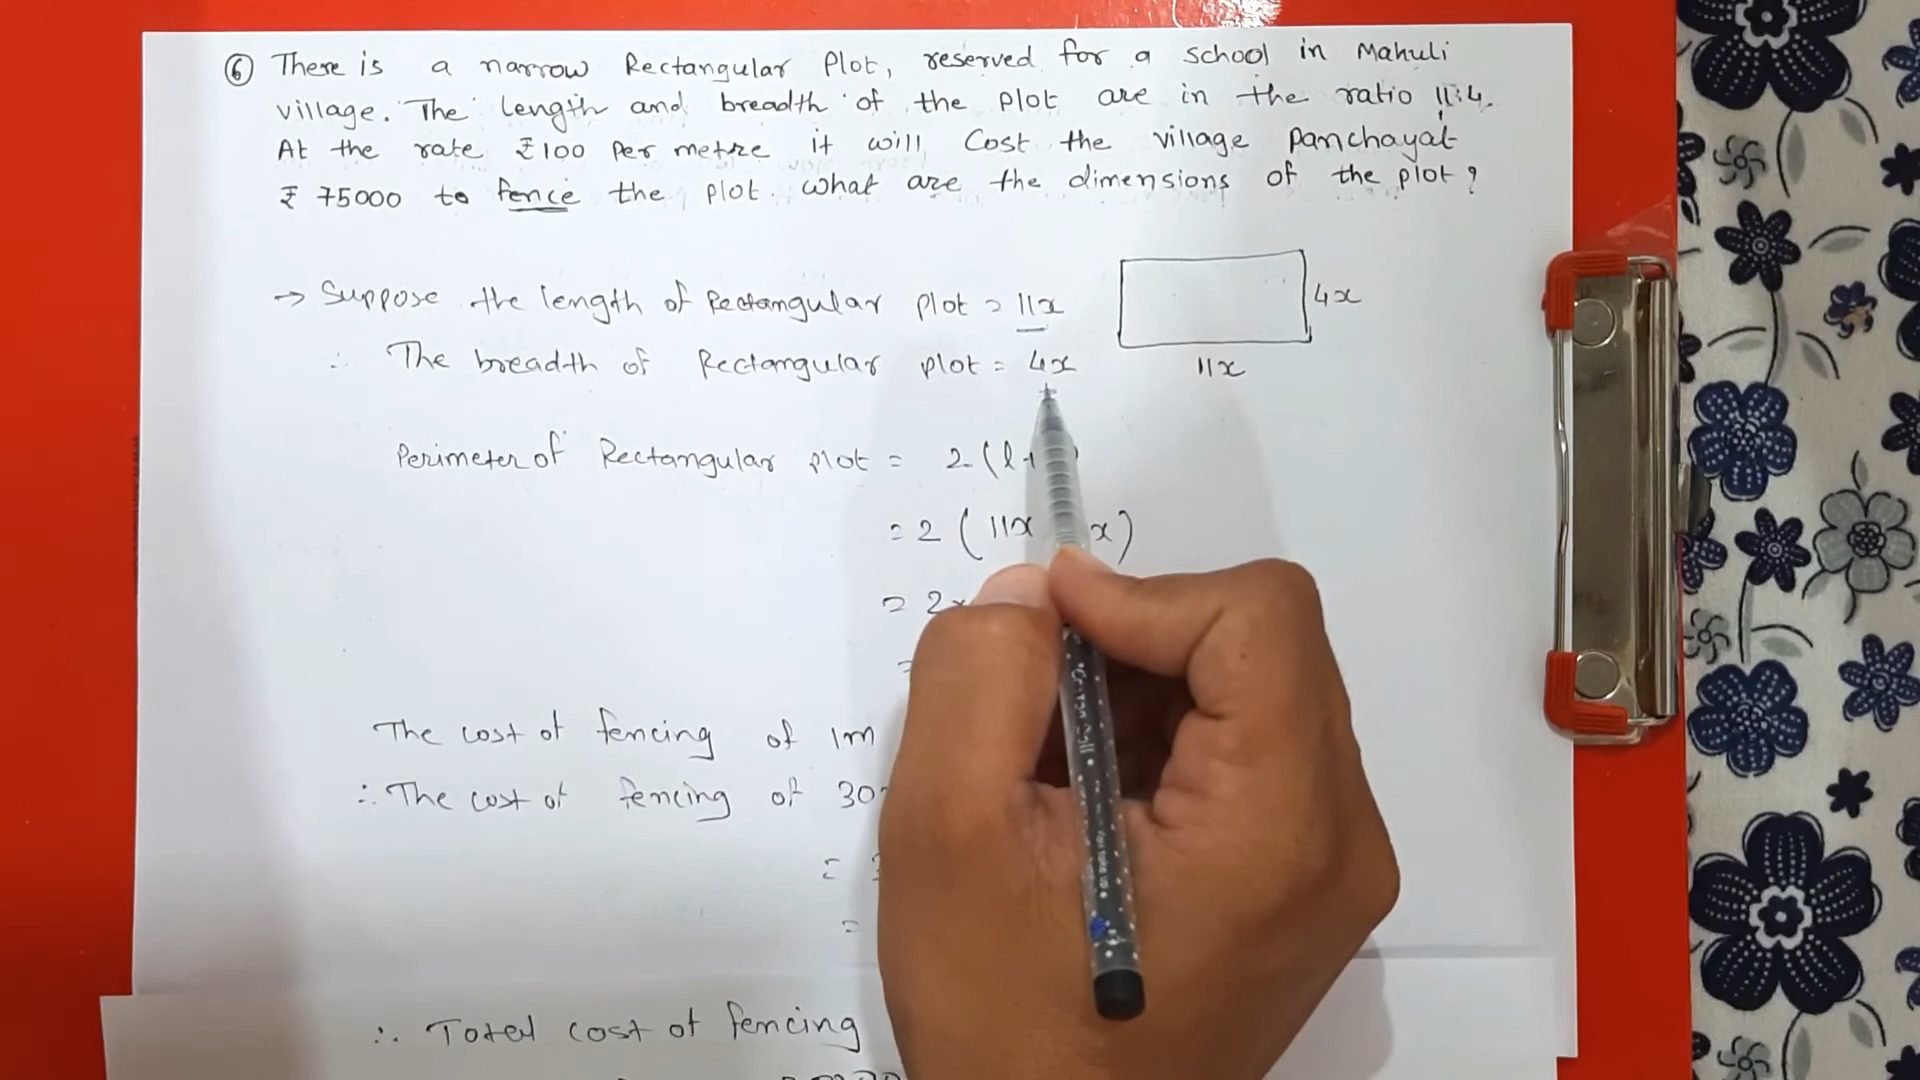 ⑥ There is a narrow Rectangular Plot, reserved for a school in Mahuli
village. The length and breadth of the plot are in the ratio 11:4.
At the rate ₹100 per metre it will cost the village panchayat
₹ 75000 to fence the plot. what are the dimensions of the plot?
→ Suppose the length of Rectangular plot = 11x
∴ The breadth of Rectangular plot = 4x
4x
11x
Perimeter of Rectangular plot = 2(l+
= 2 (11x x)
= 2x
=
The cost of fencing of 1m
∴ The cost of fencing of 30
=
=
∴ Total cost of fencing